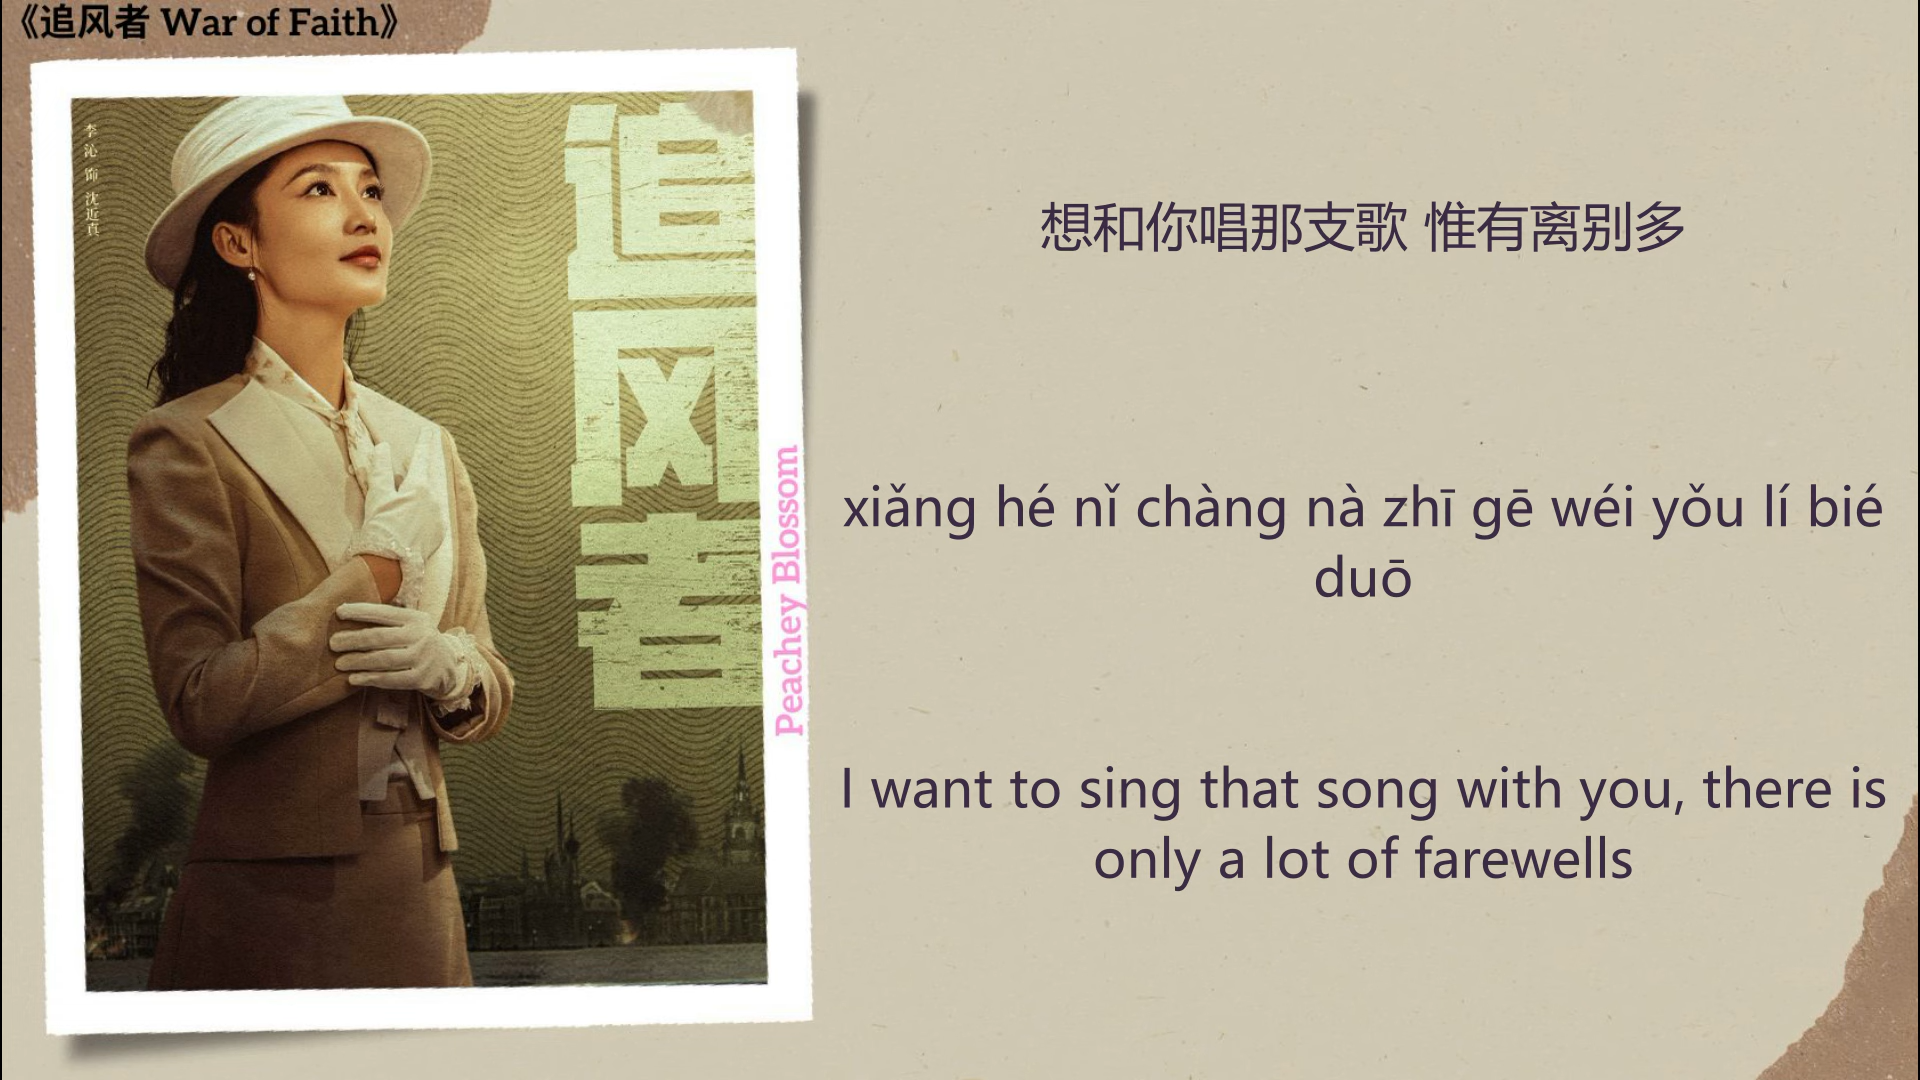 《追风者 War of Faith》
李沁 饰 沈近真
追风者
Peachey Blossom
想和你唱那支歌 惟有离别多
xiǎng hé nǐ chàng nà zhī gē wéi yǒu lí bié
duō
I want to sing that song with you, there is
only a lot of farewells